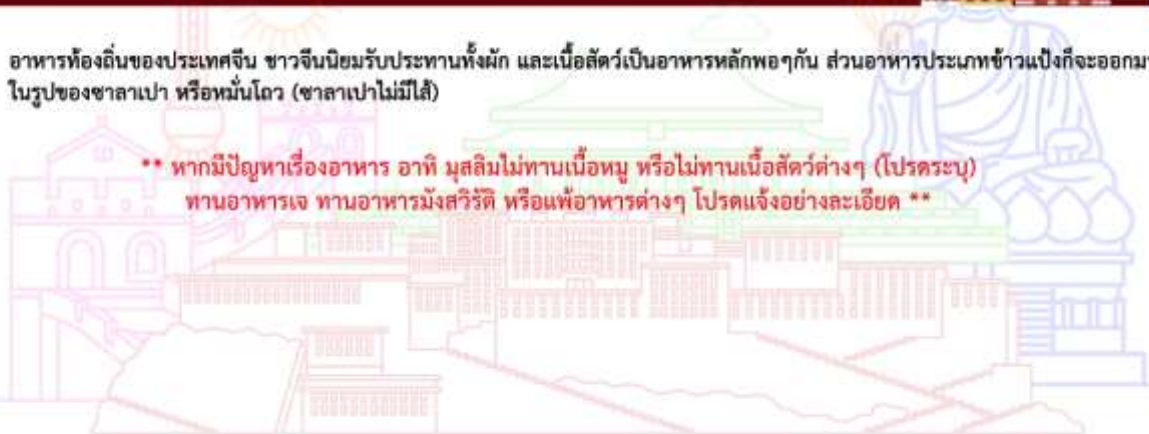 อาหารท้องถิ่นของประเทศจีน ชาวจีนนิยมรับประทานทั้งผัก และเนื้อสัตว์เป็นอาหารหลักพอๆกัน ส่วนอาหารประเภทข้าวแป้งก็จะออกมา
ในรูปของซาลาเปา หรือหมั่นโถว (ซาลาเปาไม่มีไส้)
** หากมีปัญหาเรื่องอาหาร อาทิ มุสลิมไม่ทานเนื้อหมู หรือไม่ทานเนื้อสัตว์ต่างๆ (โปรดระบุ)
ทานอาหารเจ ทานอาหารมังสวิรัติ หรือแพ้อาหารต่างๆ โปรดแจ้งอย่างละเอียด **